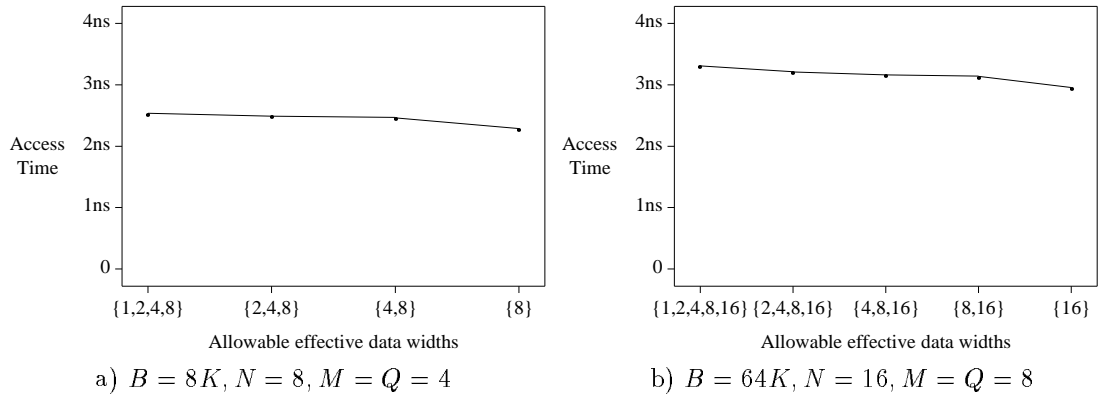 4ns
3ns
Access
Time
2ns
1ns
0
{1,2,4,8} {2,4,8} {4,8} {8}
Allowable effective data widths
a) B = 8K, N = 8, M = Q = 4
4ns
3ns
Access
Time
2ns
1ns
0
{1,2,4,8,16} {2,4,8,16} {4,8,16} {8,16} {16}
Allowable effective data widths
b) B = 64K, N = 16, M = Q = 8